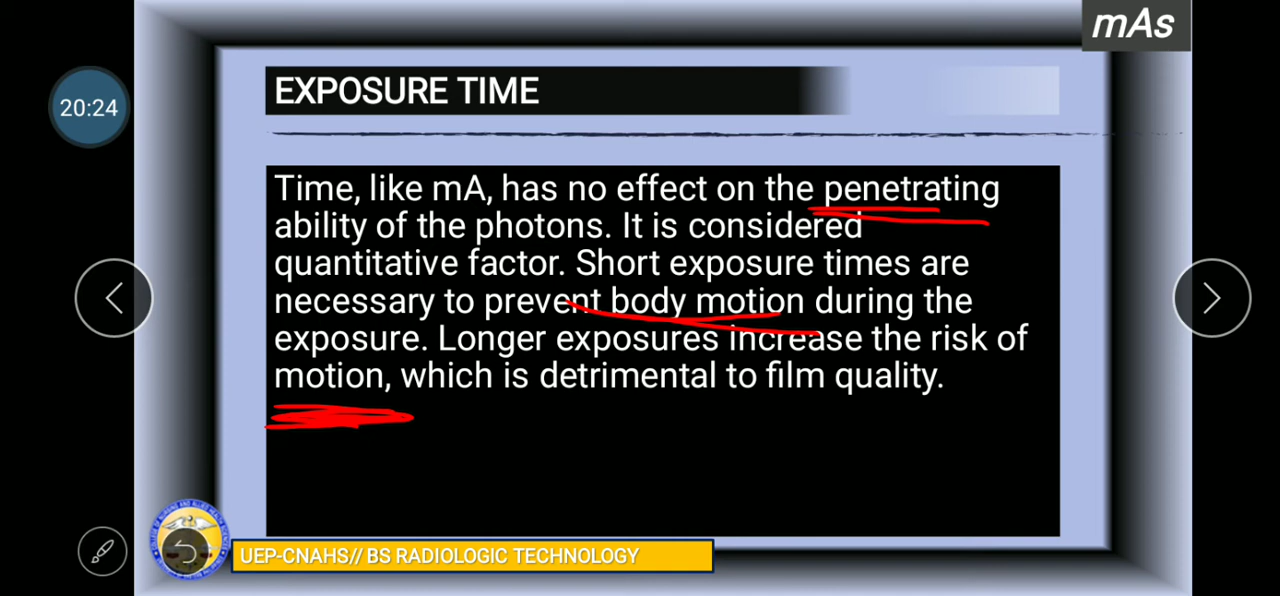 mAs
20:24
EXPOSURE TIME
Time, like mA, has no effect on the penetrating
ability of the photons. It is considered
quantitative factor. Short exposure times are
necessary to prevent body motion during the
exposure. Longer exposures increase the risk of
motion, which is detrimental to film quality.
UEP-CNAHS// BS RADIOLOGIC TECHNOLOGY